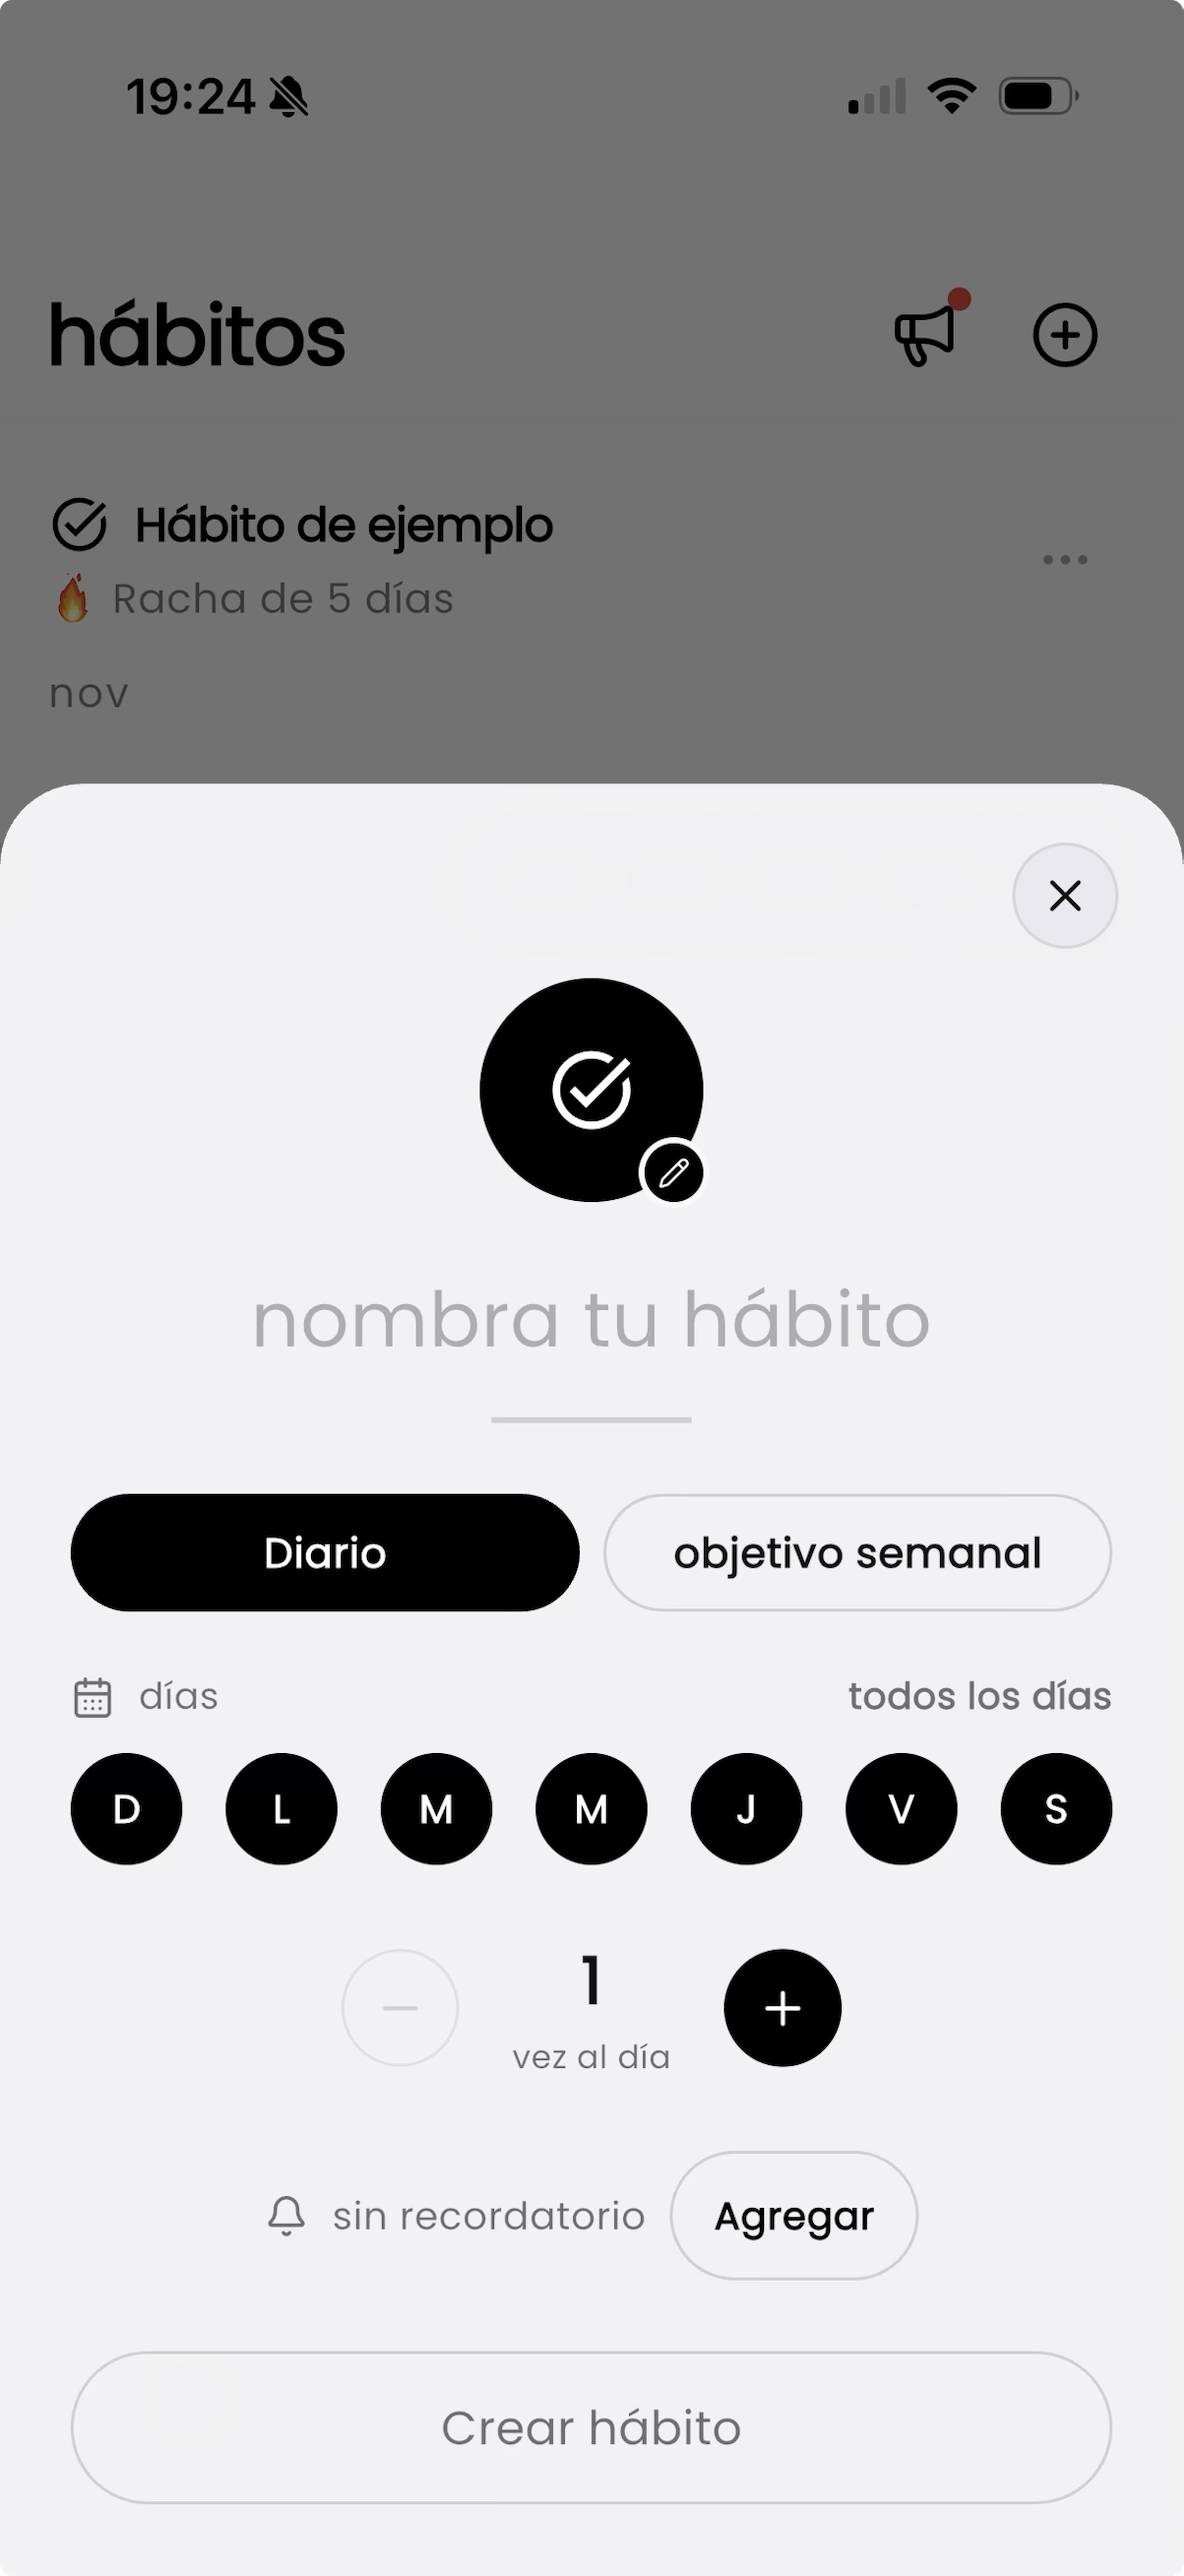 19:24
hábitos
Hábito de ejemplo
🔥 Racha de 5 días
nov
nombra tu hábito
Diario
objetivo semanal
días
todos los días
D L M M J V S
1
vez al día
sin recordatorio
Agregar
Crear hábito